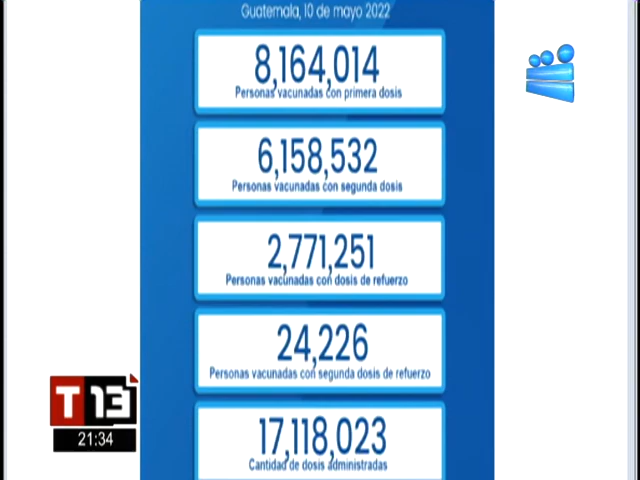 Guatemala, 10 de mayo 2022
8,164,014
Personas vacunadas con primera dosis
6,158,532
Personas vacunadas con segunda dosis
2,771,251
Personas vacunadas con dosis de refuerzo
24,226
Personas vacunadas con segunda dosis de refuerzo
17,118,023
Cantidad de dosis administradas
T 13
21:34